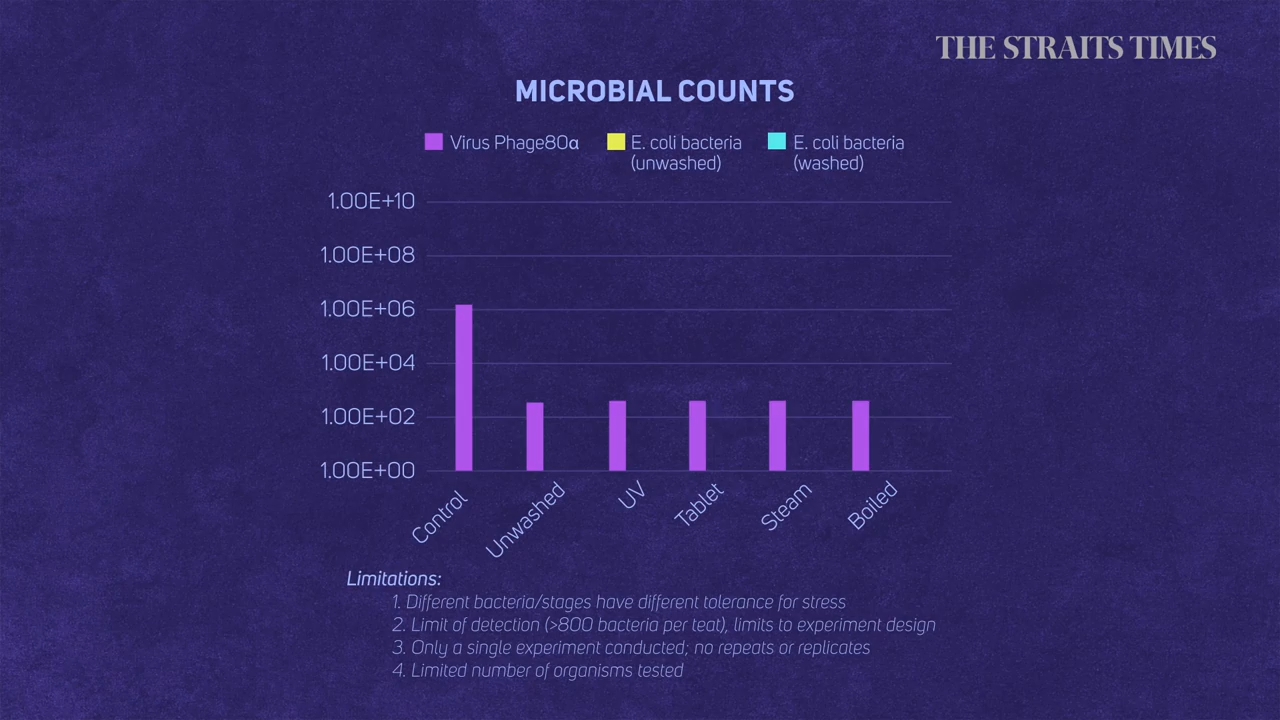 THE STRAITS TIMES
MICROBIAL COUNTS
Virus Phage80α
E. coli bacteria
(unwashed)
E. coli bacteria
(washed)
1.00E+10
1.00E+08
1.00E+06
1.00E+04
1.00E+02
1.00E+00
Control
Unwashed
UV
Tablet
Steam
Boiled
Limitations:
1. Different bacteria/stages have different tolerance for stress
2. Limit of detection (>800 bacteria per teat), limits to experiment design
3. Only a single experiment conducted; no repeats or replicates
4. Limited number of organisms tested